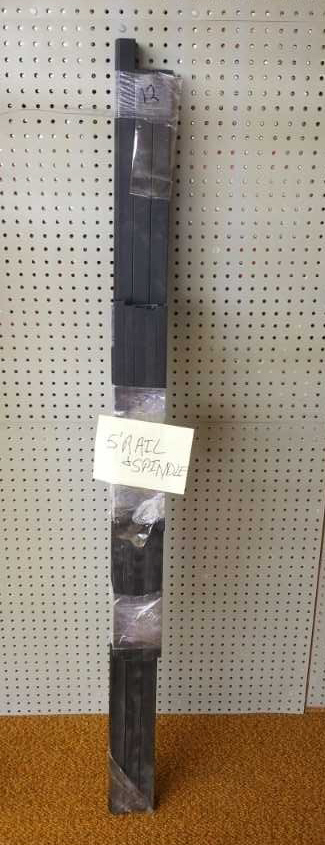 12
5' RAIL
& SPINDLE